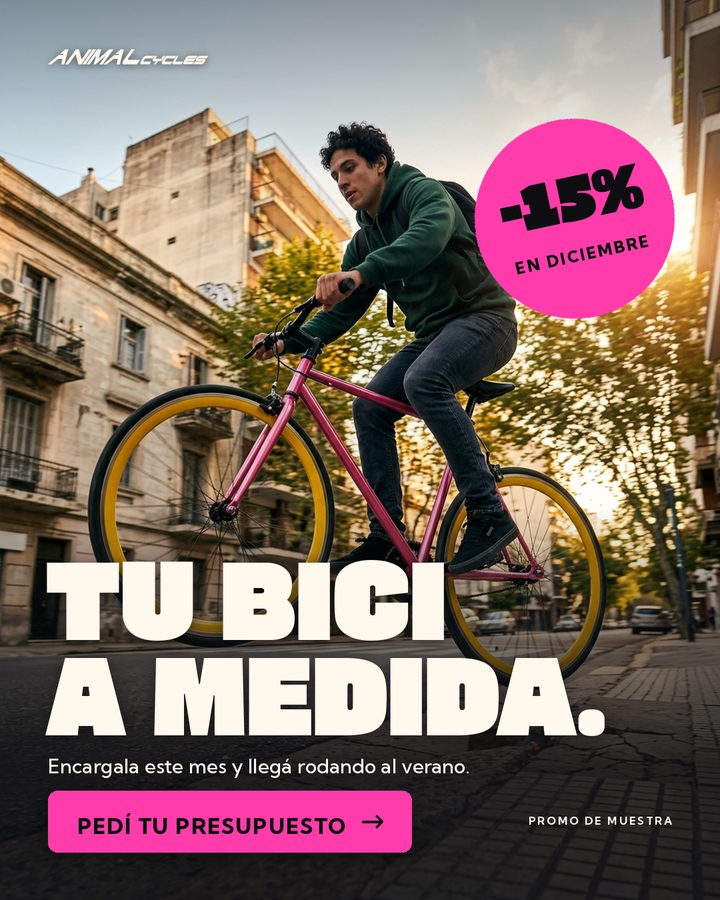 ANIMAL CYCLES
-15%
EN DICIEMBRE
TU BICI
A MEDIDA.
Encargala este mes y llegá rodando al verano.
PEDÍ TU PRESUPUESTO →
PROMO DE MUESTRA